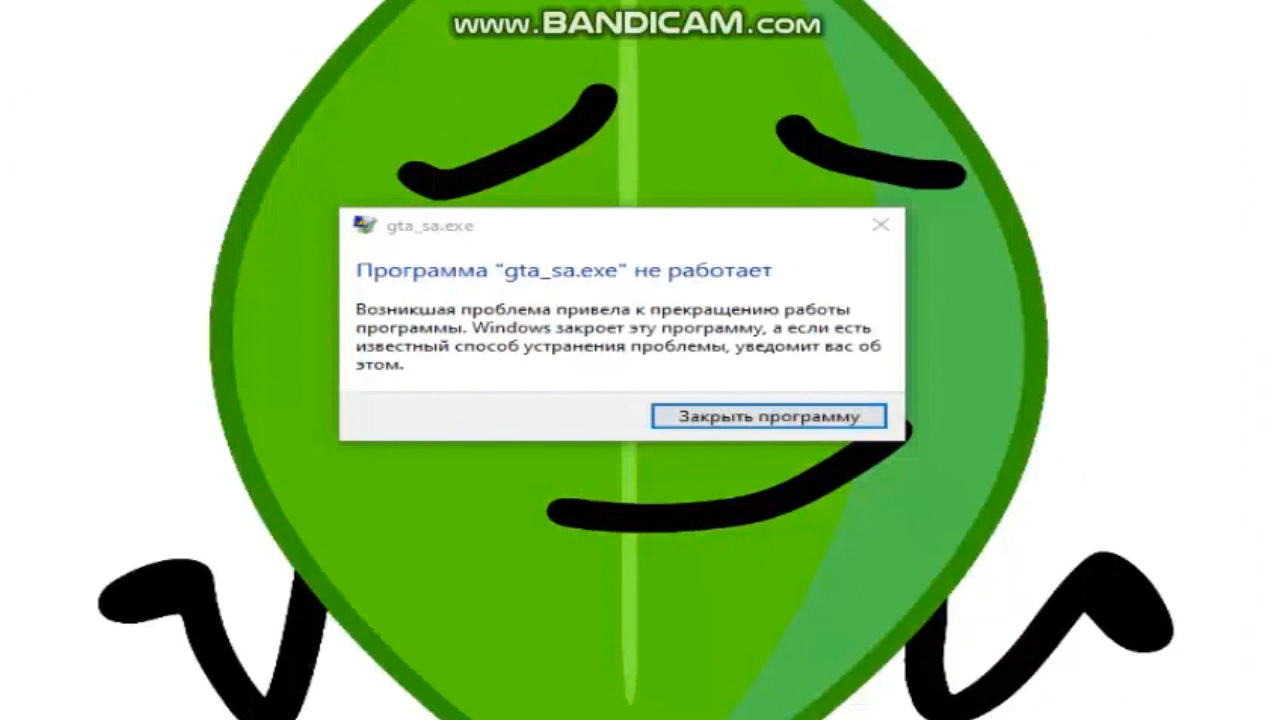 www.BANDICAM.com
gta_sa.exe
Программа "gta_sa.exe" не работает
Возникшая проблема привела к прекращению работы
программы. Windows закроет эту программу, а если есть
известный способ устранения проблемы, уведомит вас об
этом.
Закрыть программу